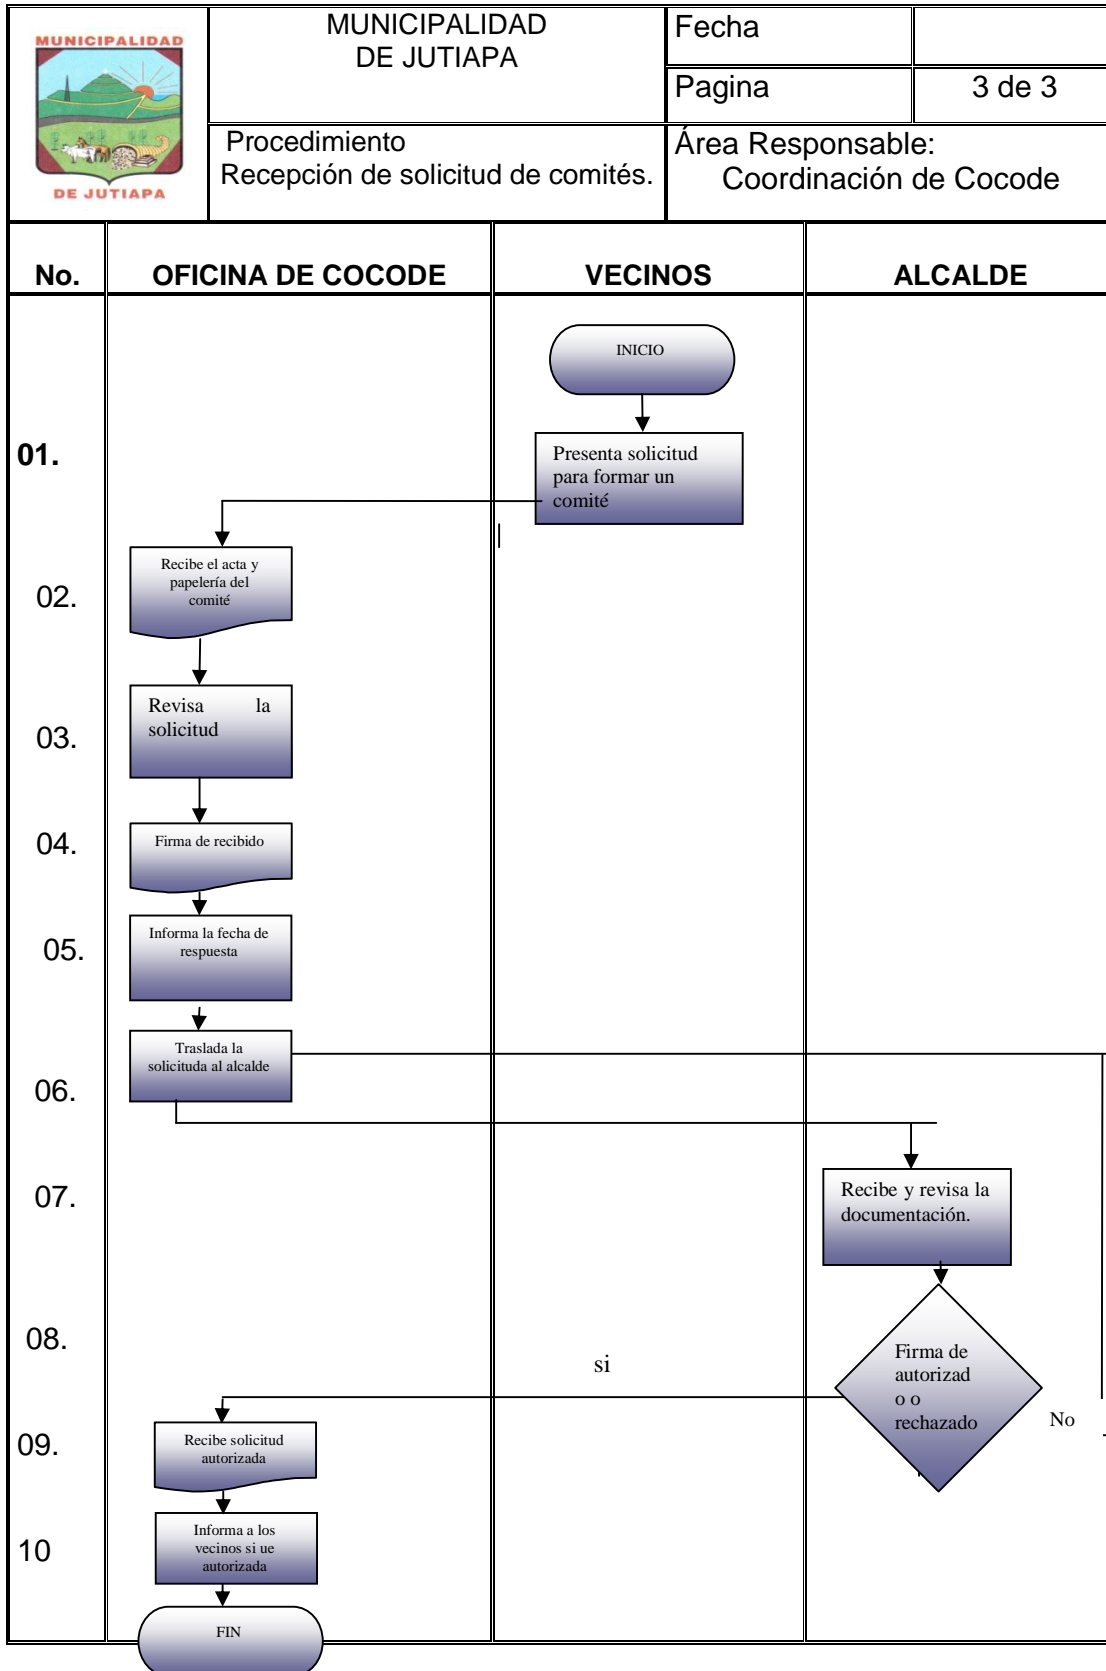 MUNICIPALIDAD
DE JUTIAPA
MUNICIPALIDAD
DE JUTIAPA
Fecha
Pagina
3 de 3
Procedimiento
Recepción de solicitud de comités.
Área Responsable:
Coordinación de Cocode
No.
OFICINA DE COCODE
VECINOS
ALCALDE
INICIO
01.
Presenta solicitud
para formar un
comité
02.
Recibe el acta y
papelería del
comité
03.
Revisa la
solicitud
04.
Firma de recibido
05.
Informa la fecha de
respuesta
06.
Traslada la
solicituda al alcalde
07.
Recibe y revisa la
documentación.
08.
Firma de
autorizad
o o
rechazado
si
No
09.
Recibe solicitud
autorizada
10
Informa a los
vecinos si ue
autorizada
FIN